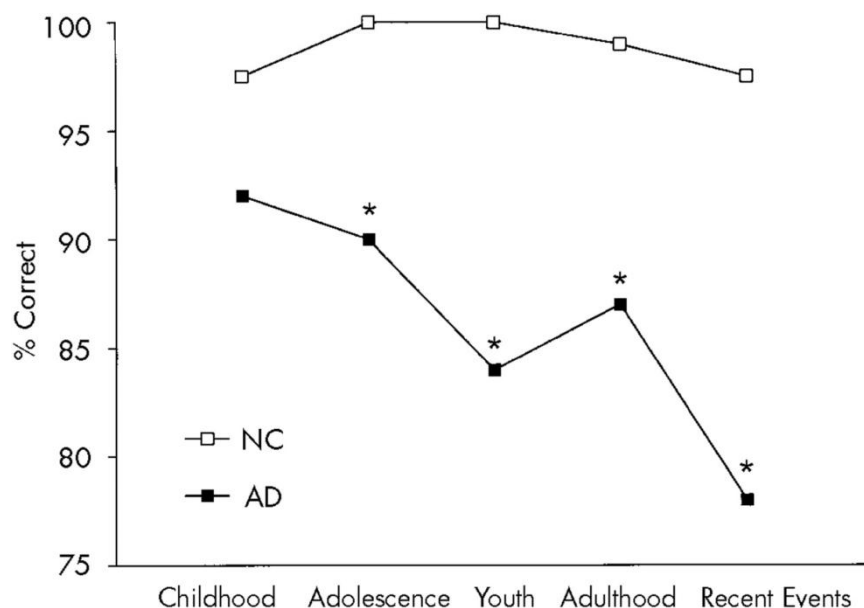 100
95
90
85
80
75
% Correct
*
*
*
*
NC
AD
Childhood Adolescence Youth Adulthood Recent Events